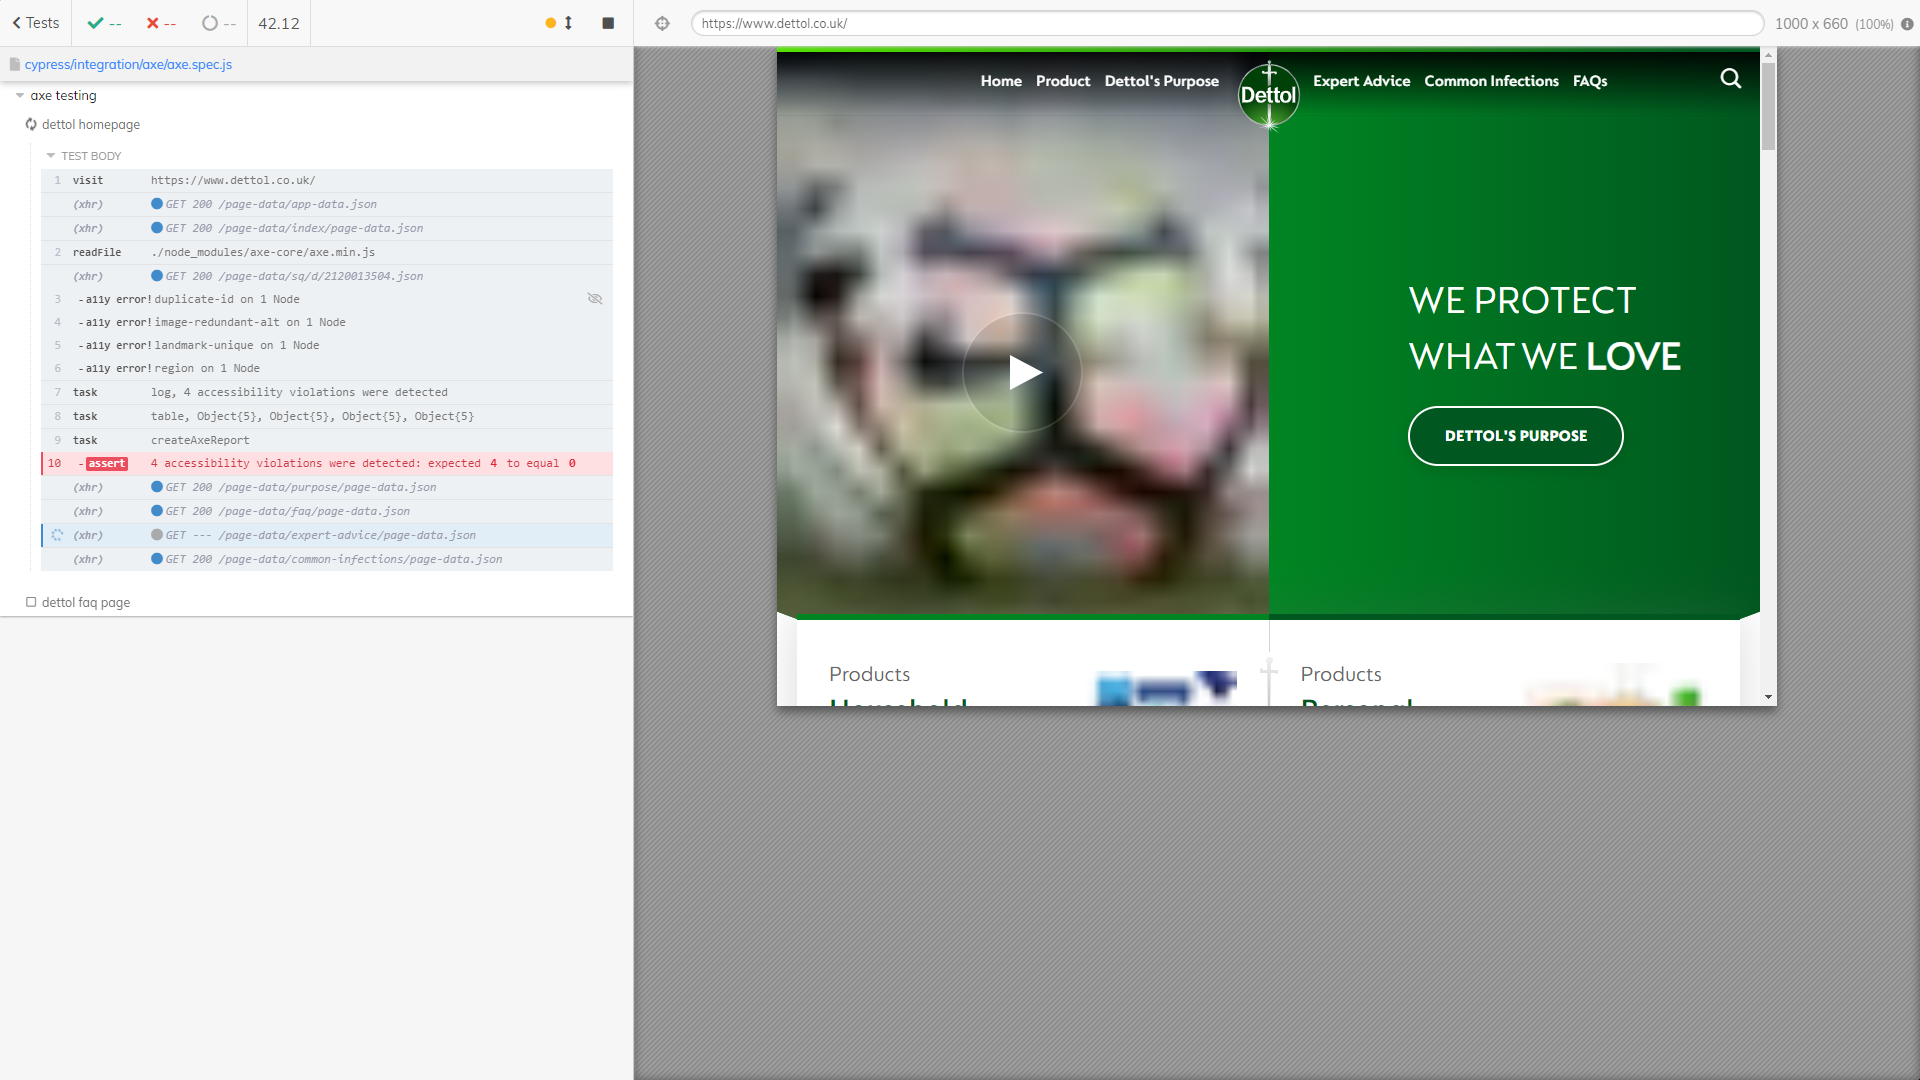 Tests
--
--
--
42.12
https://www.dettol.co.uk/
1000 x 660 (100%)
cypress/integration/axe/axe.spec.js
axe testing
dettol homepage
TEST BODY
1 visit https://www.dettol.co.uk/
(xhr) GET 200 /page-data/app-data.json
(xhr) GET 200 /page-data/index/page-data.json
2 readFile ./node_modules/axe-core/axe.min.js
(xhr) GET 200 /page-data/sq/d/2120013504.json
3 -a11y error! duplicate-id on 1 Node
4 -a11y error! image-redundant-alt on 1 Node
5 -a11y error! landmark-unique on 1 Node
6 -a11y error! region on 1 Node
7 task log, 4 accessibility violations were detected
8 task table, Object{5}, Object{5}, Object{5}, Object{5}
9 task createAxeReport
10 -assert 4 accessibility violations were detected: expected 4 to equal 0
(xhr) GET 200 /page-data/purpose/page-data.json
(xhr) GET 200 /page-data/faq/page-data.json
(xhr) GET --- /page-data/expert-advice/page-data.json
(xhr) GET 200 /page-data/common-infections/page-data.json
dettol faq page
Home Product Dettol's Purpose Dettol Expert Advice Common Infections FAQs
WE PROTECT
WHAT WE LOVE
DETTOL'S PURPOSE
Products
Household
Products
Personal